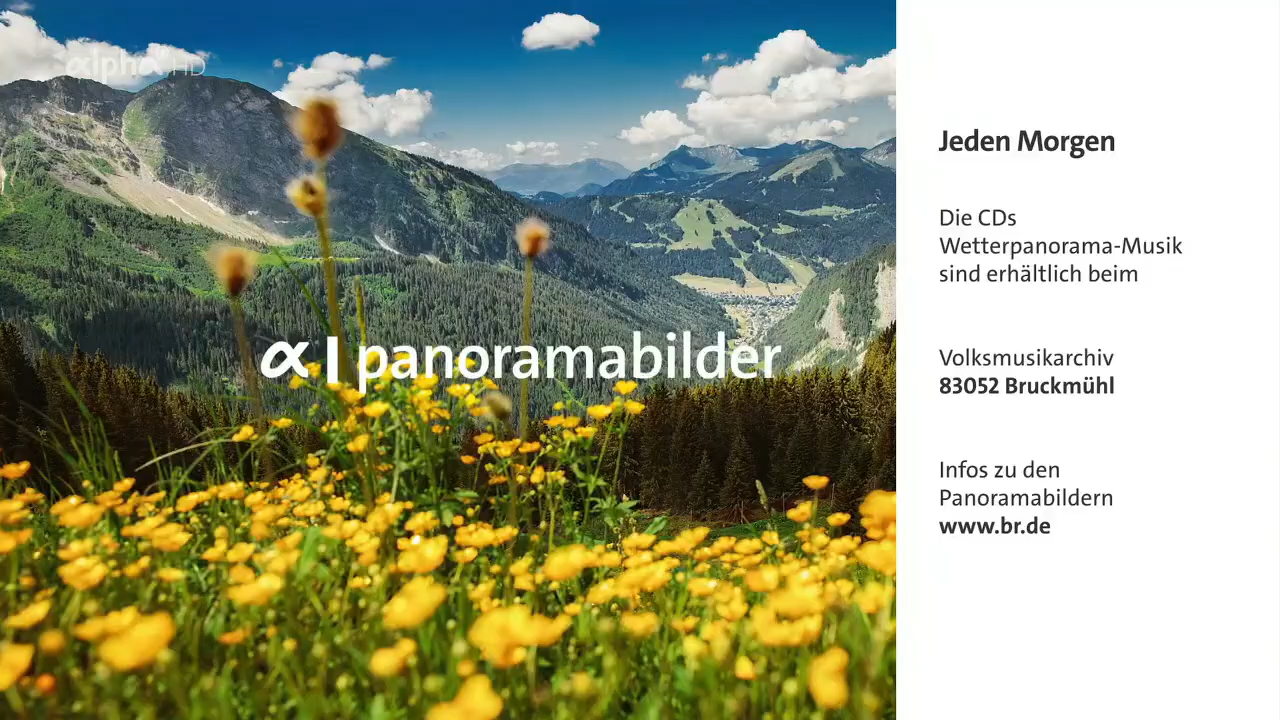 alpha HD
α|panoramabilder
Jeden Morgen
Die CDs
Wetterpanorama-Musik
sind erhältlich beim
Volksmusikarchiv
83052 Bruckmühl
Infos zu den
Panoramabildern
www.br.de